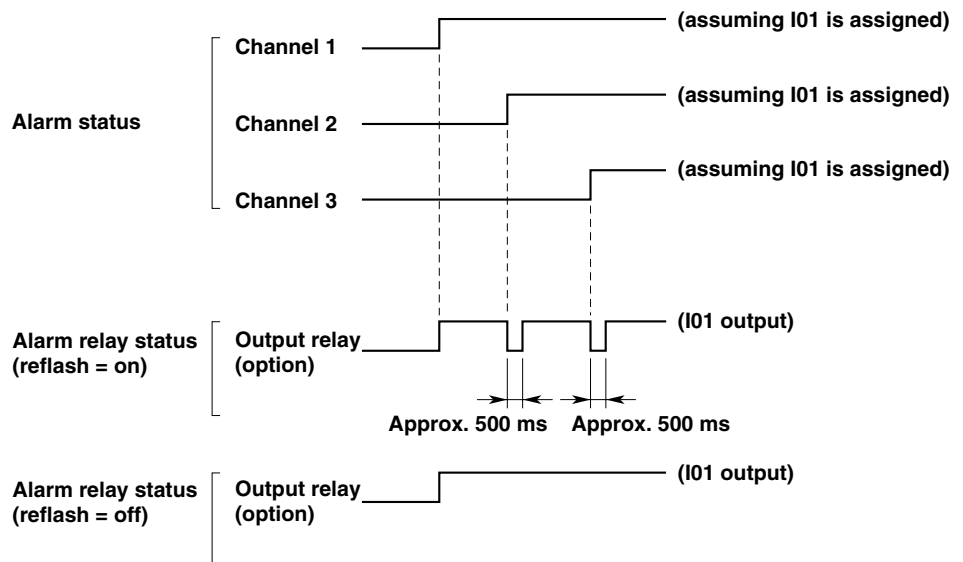 Channel 1
(assuming I01 is assigned)
Alarm status
Channel 2
(assuming I01 is assigned)
Channel 3
(assuming I01 is assigned)
Alarm relay status
(reflash = on)
Output relay
(option)
(I01 output)
Approx. 500 ms
Approx. 500 ms
Alarm relay status
(reflash = off)
Output relay
(option)
(I01 output)